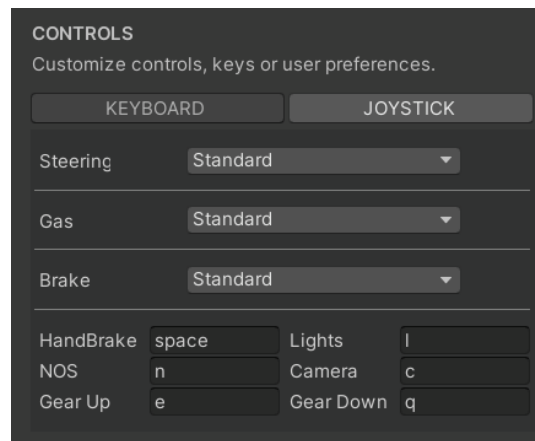 CONTROLS
Customize controls, keys or user preferences.
KEYBOARD JOYSTICK
Steering Standard
Gas Standard
Brake Standard
HandBrake space Lights l
NOS n Camera c
Gear Up e Gear Down q